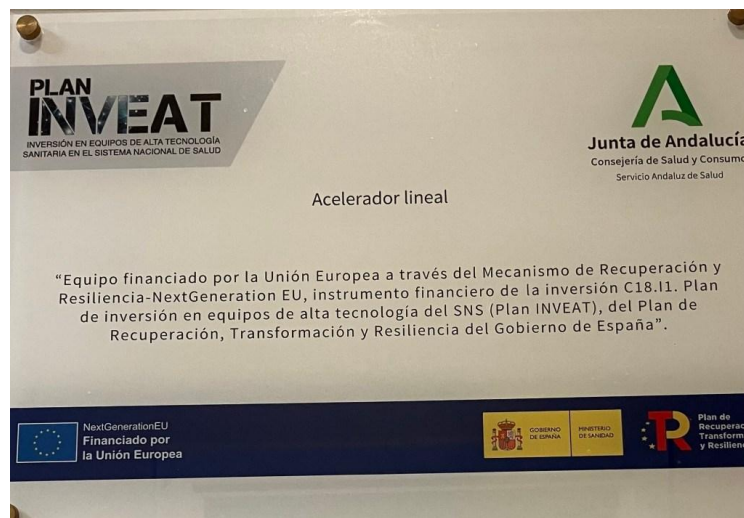 PLAN
INVEAT
INVERSIÓN EN EQUIPOS DE ALTA TECNOLOGÍA
SANITARIA EN EL SISTEMA NACIONAL DE SALUD
Junta de Andalucía
Consejería de Salud y Consumo
Servicio Andaluz de Salud
Acelerador lineal
“Equipo financiado por la Unión Europea a través del Mecanismo de Recuperación y
Resiliencia-NextGeneration EU, instrumento financiero de la inversión C18.I1. Plan
de inversión en equipos de alta tecnología del SNS (Plan INVEAT), del Plan de
Recuperación, Transformación y Resiliencia del Gobierno de España”.
NextGenerationEU
Financiado por
la Unión Europea
GOBIERNO
DE ESPAÑA
MINISTERIO
DE SANIDAD
Plan de
Recuperac
Transform
y Resilienc